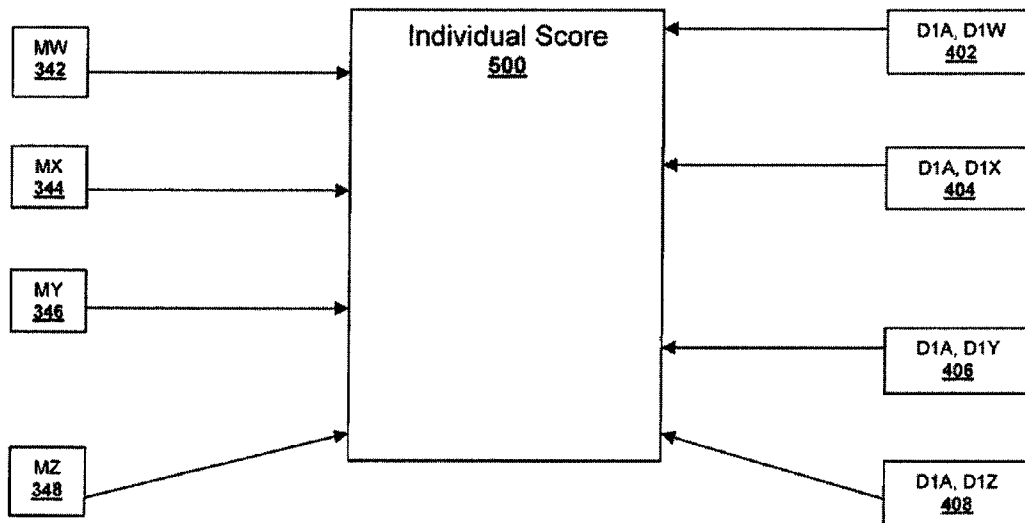 Individual Score
500
MW
342
MX
344
MY
346
MZ
348
D1A, D1W
402
D1A, D1X
404
D1A, D1Y
406
D1A, D1Z
408